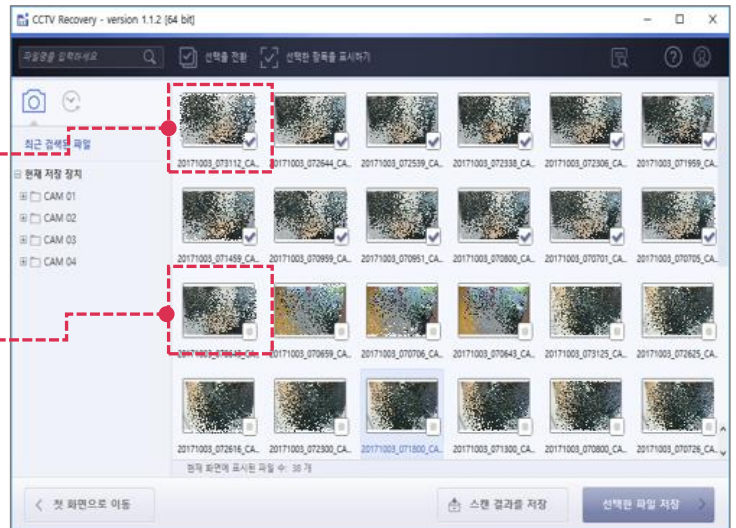 CCTV Recovery - version 1.1.2 [64 bit]
파일명을 입력하세요
선택을 전환
선택한 항목을 표시하기
최근 검색된 파일
현재 저장 장치
CAM 01
CAM 02
CAM 03
CAM 04
20171003_073112_CA... 20171003_072644_CA... 20171003_072539_CA... 20171003_072338_CA... 20171003_072306_CA... 20171003_071959_CA...
20171003_071459_CA... 20171003_070959_CA... 20171003_070951_CA... 20171003_070800_CA... 20171003_070701_CA... 20171003_070705_CA...
20171003_070659_CA... 20171003_070706_CA... 20171003_070643_CA... 20171003_073125_CA... 20171003_072625_CA...
20171003_072616_CA... 20171003_072300_CA... 20171003_071800_CA... 20171003_071300_CA... 20171003_070800_CA... 20171003_070726_CA...
현재 화면에 표시된 파일 수: 38 개
첫 화면으로 이동
스캔 결과를 저장
선택한 파일 저장